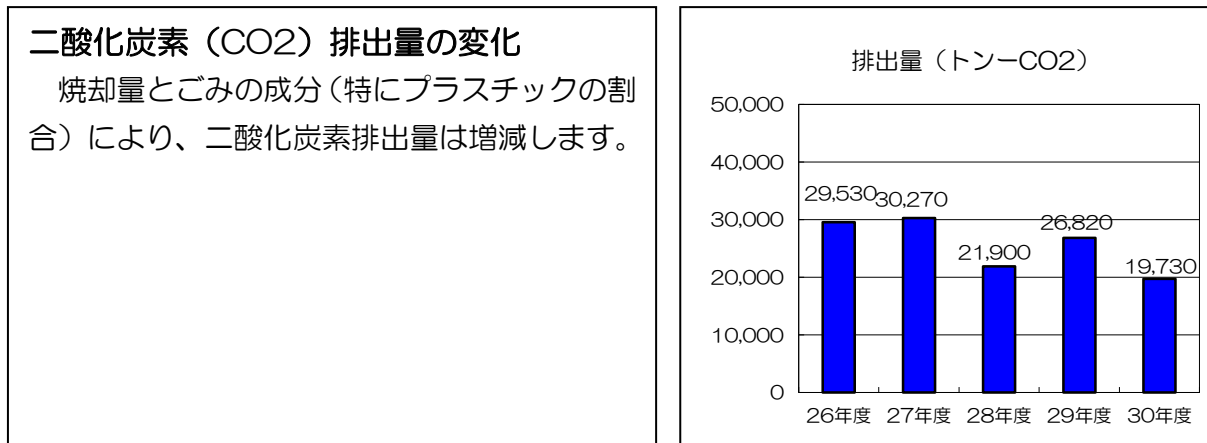 二酸化炭素（CO2）排出量の変化
　焼却量とごみの成分（特にプラスチックの割
合）により、二酸化炭素排出量は増減します。
排出量（トンーCO2）
50,000
40,000
30,000
20,000
10,000
0
29,530
30,270
21,900
26,820
19,730
26年度 27年度 28年度 29年度 30年度